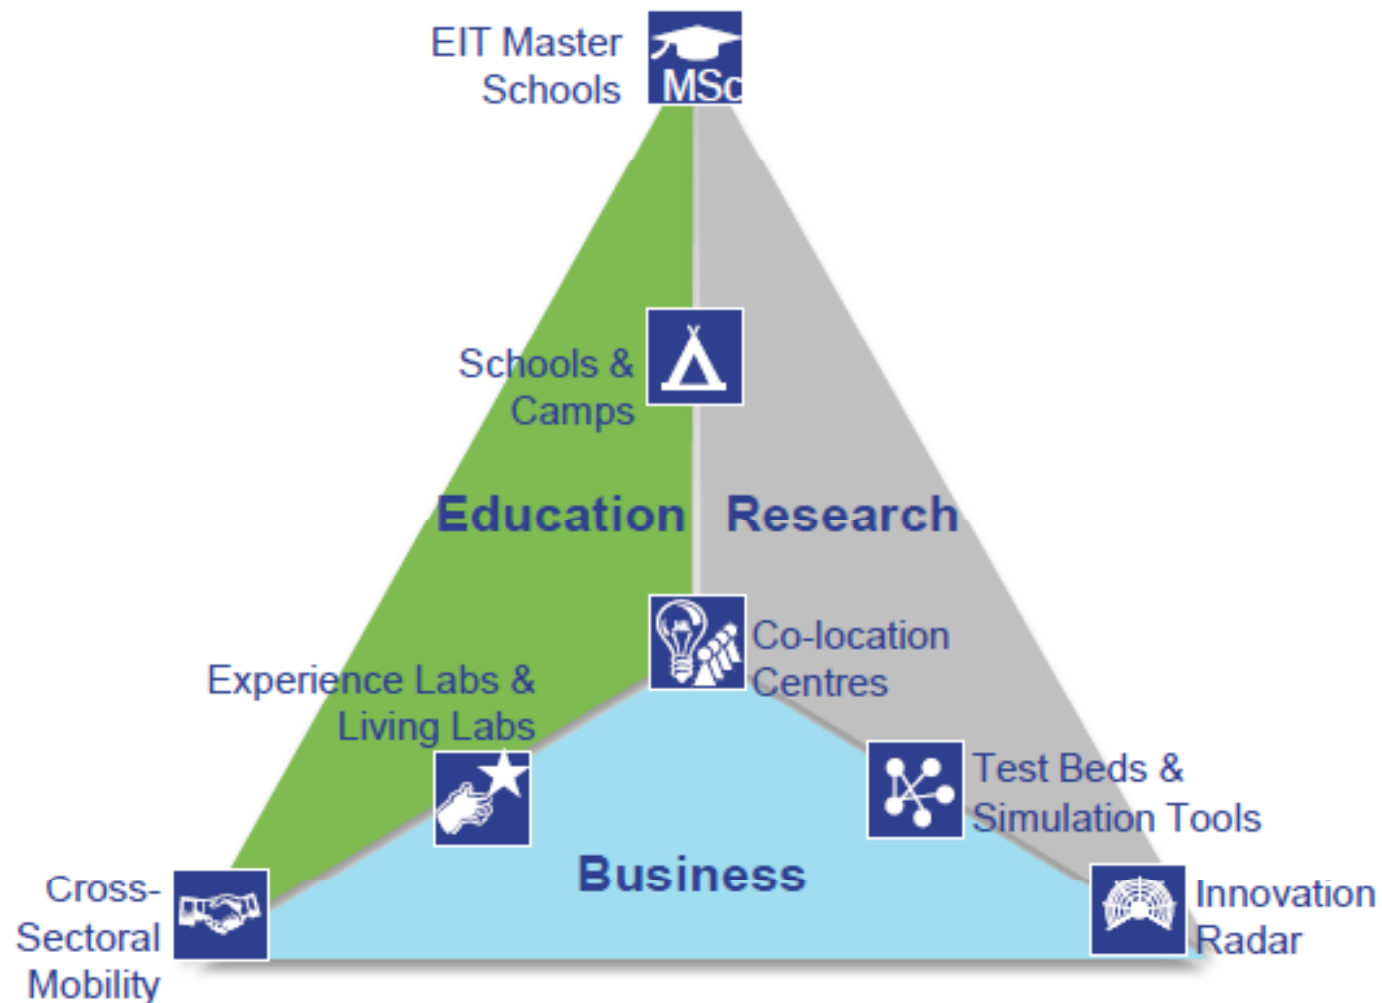 EIT Master
Schools
MSc
Schools &
Camps
Education
Research
Co-location
Centres
Experience Labs &
Living Labs
Test Beds &
Simulation Tools
Business
Cross-
Sectoral
Mobility
Innovation
Radar